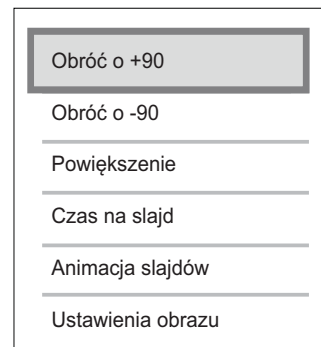 Obróć o +90
Obróć o -90
Powiększenie
Czas na slajd
Animacja slajdów
Ustawienia obrazu